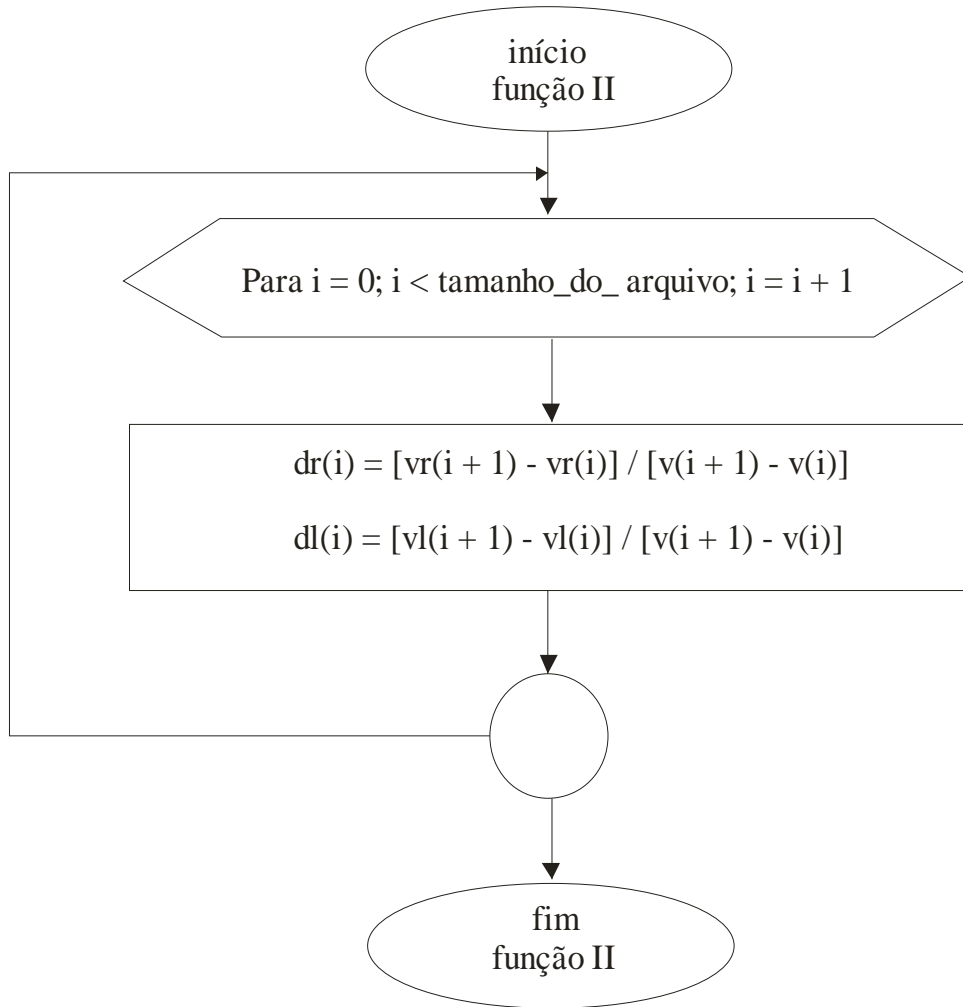 início
função II
Para i = 0; i < tamanho_do_ arquivo; i = i + 1
dr(i) = [vr(i + 1) - vr(i)] / [v(i + 1) - v(i)]
dl(i) = [vl(i + 1) - vl(i)] / [v(i + 1) - v(i)]
fim
função II